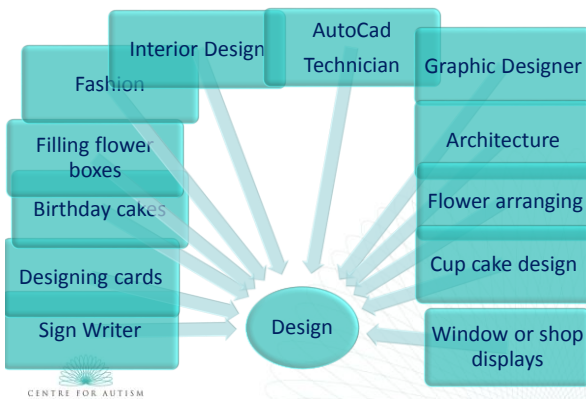 Interior Design
AutoCad
Technician
Graphic Designer
Fashion
Architecture
Filling flower
boxes
Birthday cakes
Flower arranging
Designing cards
Cup cake design
Sign Writer
Design
Window or shop
displays
CENTRE FOR AUTISM